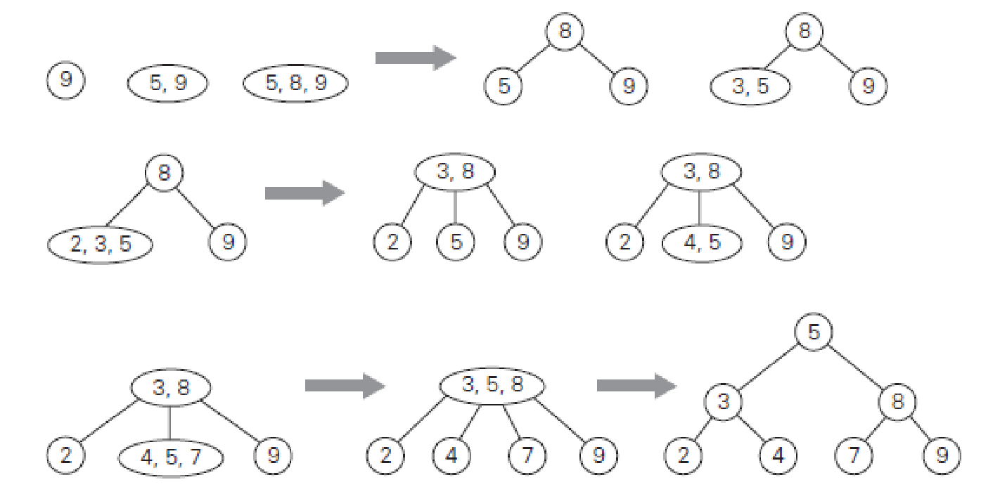 8 8
9 5, 9 5, 8, 9 5 9 3, 5 9
8 3, 8 3, 8
2, 3, 5 9 2 5 9 2 4, 5 9
5
3, 8 3, 5, 8 3 8
2 4, 5, 7 9 2 4 7 9 2 4 7 9